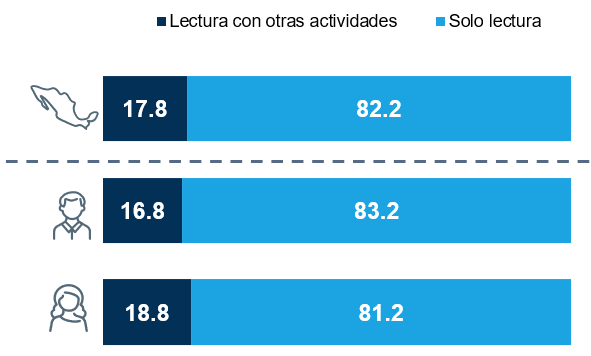 Lectura con otras actividades Solo lectura
17.8 82.2
16.8 83.2
18.8 81.2